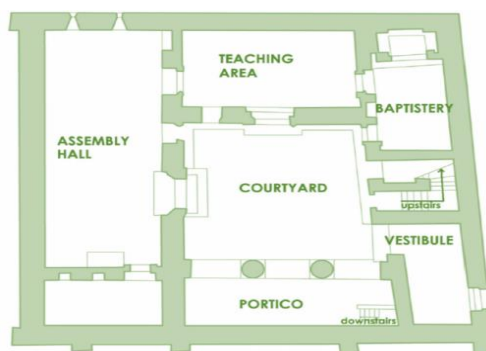 TEACHING
AREA
BAPTISTERY
ASSEMBLY
HALL
COURTYARD
upstairs
VESTIBULE
PORTICO
downstairs